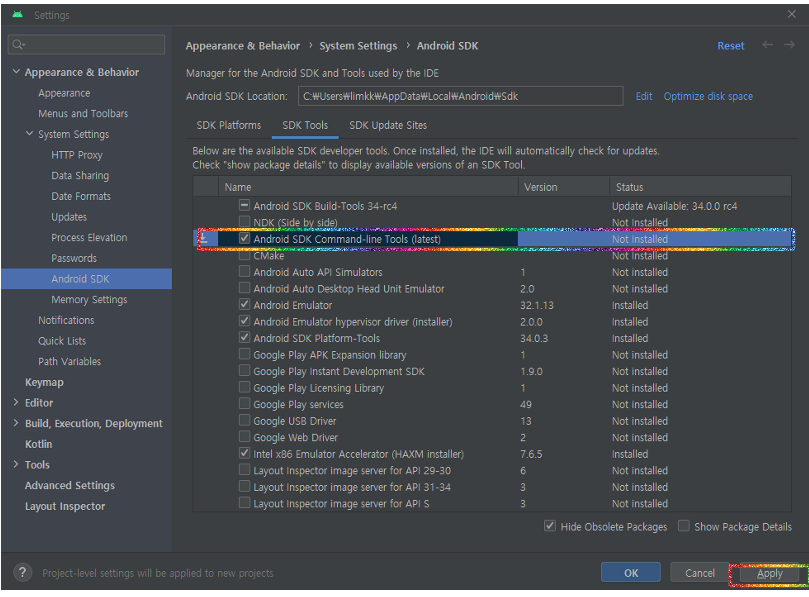 Settings
Appearance & Behavior › System Settings › Android SDK
Reset
Manager for the Android SDK and Tools used by the IDE
Android SDK Location: C:₩Users₩limkk₩AppData₩Local₩Android₩Sdk
Edit Optimize disk space
Appearance & Behavior
Appearance
Menus and Toolbars
System Settings
HTTP Proxy
Data Sharing
Date Formats
Updates
Process Elevation
Passwords
Android SDK
Memory Settings
Notifications
Quick Lists
Path Variables
Keymap
Editor
Build, Execution, Deployment
Kotlin
Tools
Advanced Settings
Layout Inspector
SDK Platforms SDK Tools SDK Update Sites
Below are the available SDK developer tools. Once installed, the IDE will automatically check for updates.
Check "show package details" to display available versions of an SDK Tool.
Name Version Status
Android SDK Build-Tools 34-rc4 Update Available: 34.0.0 rc4
NDK (Side by side) Not Installed
Android SDK Command-line Tools (latest) Not installed
CMake Not installed
Android Auto API Simulators 1 Not installed
Android Auto Desktop Head Unit Emulator 2.0 Not installed
Android Emulator 32.1.13 Installed
Android Emulator hypervisor driver (installer) 2.0.0 Installed
Android SDK Platform-Tools 34.0.3 Installed
Google Play APK Expansion library 1 Not installed
Google Play Instant Development SDK 1.9.0 Not installed
Google Play Licensing Library 1 Not installed
Google Play services 49 Not installed
Google USB Driver 13 Not installed
Google Web Driver 2 Not installed
Intel x86 Emulator Accelerator (HAXM installer) 7.6.5 Installed
Layout Inspector image server for API 29-30 6 Not installed
Layout Inspector image server for API 31-34 3 Not installed
Layout Inspector image server for API S 3 Not installed
Hide Obsolete Packages Show Package Details
? Project-level settings will be applied to new projects
OK Cancel Apply